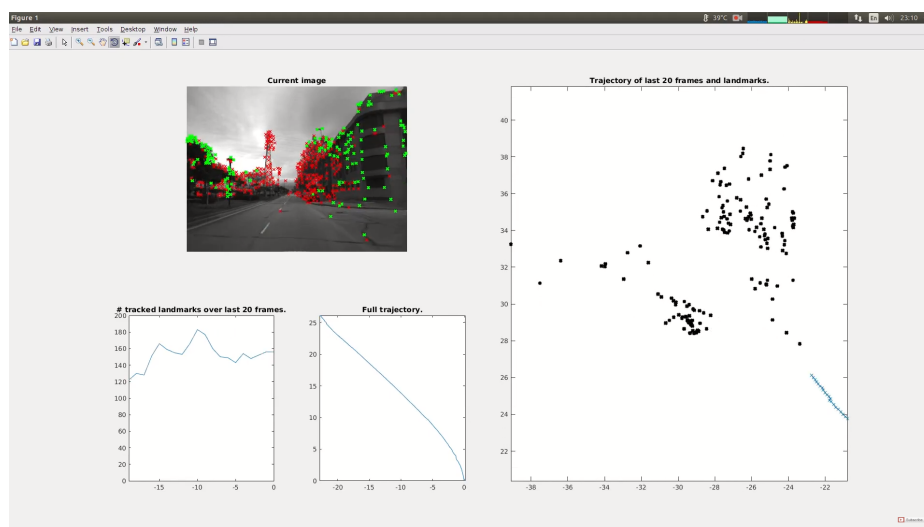 Figure 1
39°C
En
23:10
File Edit View Insert Tools Desktop Window Help
Current image
Trajectory of last 20 frames and landmarks.
40
38
36
34
32
30
28
26
24
22
-38 -36 -34 -32 -30 -28 -26 -24 -22
# tracked landmarks over last 20 frames.
200
180
160
140
120
100
80
60
40
20
0
-15 -10 -5 0
Full trajectory.
25
20
15
10
5
0
-20 -15 -10 -5 0